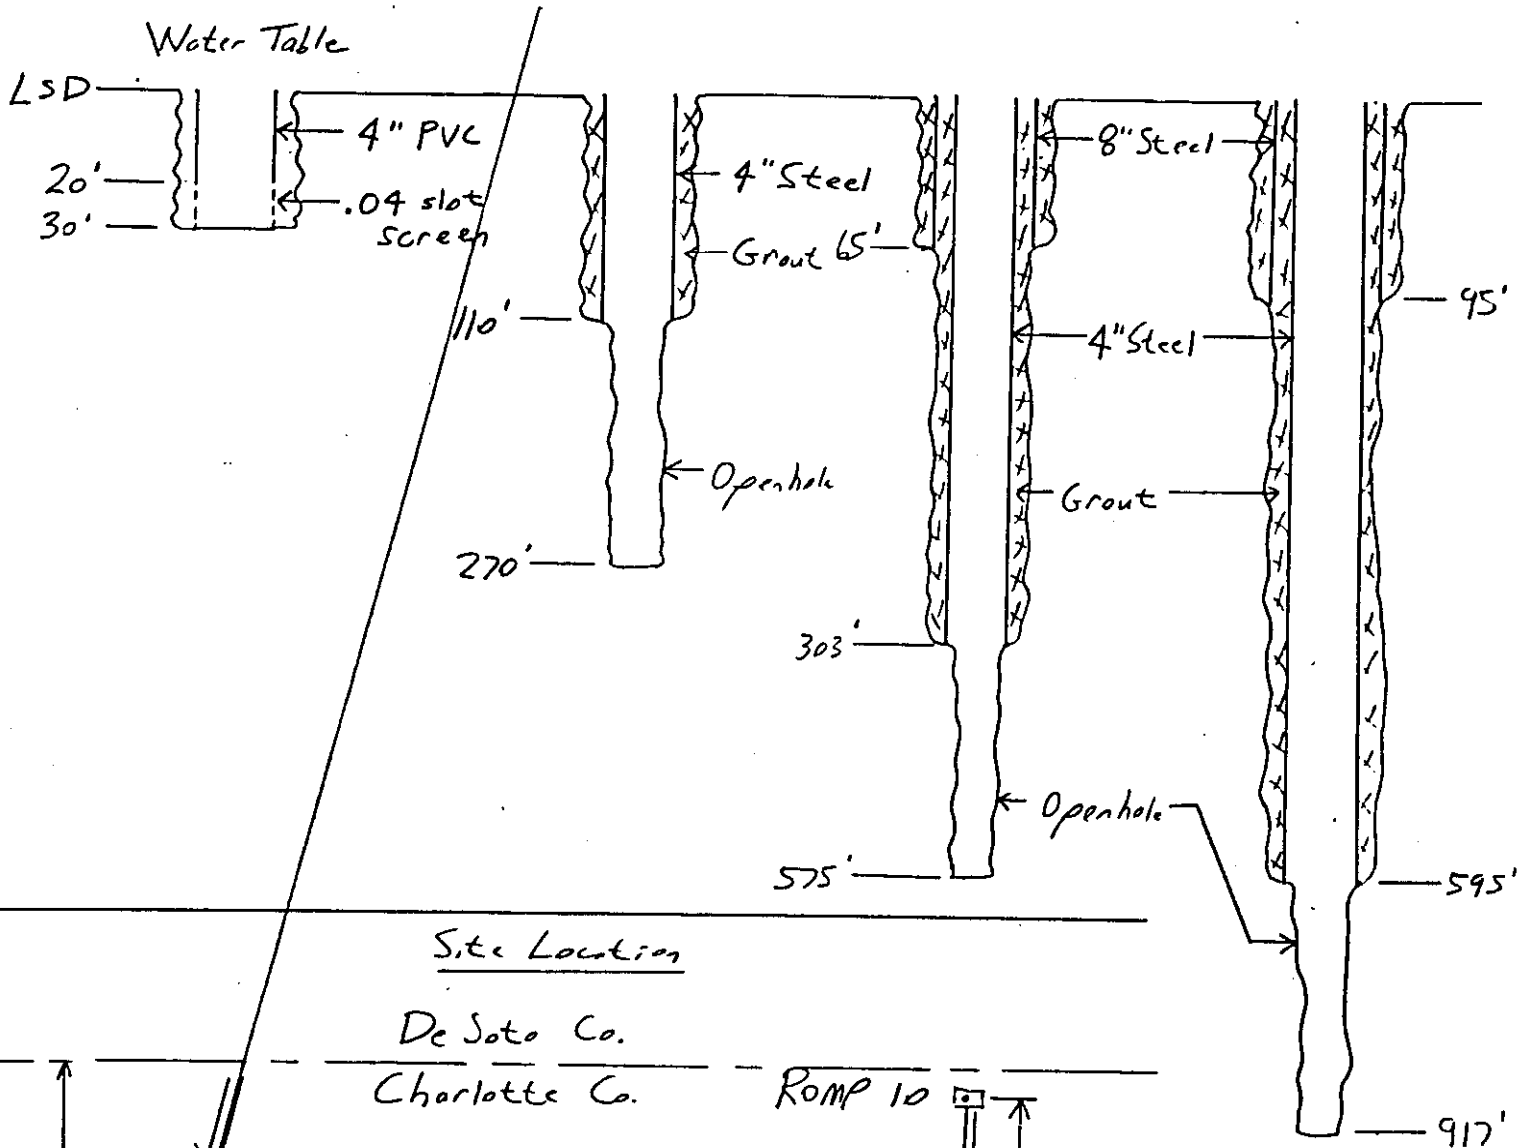 Water Table
LSD
4" PVC
20'
.04 slot
screen
30'
4" Steel
Grout
110'
Openhole
270'
8" Steel
65'
95'
4" Steel
Grout
303'
Openhole
575'
595'
917'
Site Location
De Soto Co.
Charlotte Co.
ROMP 10